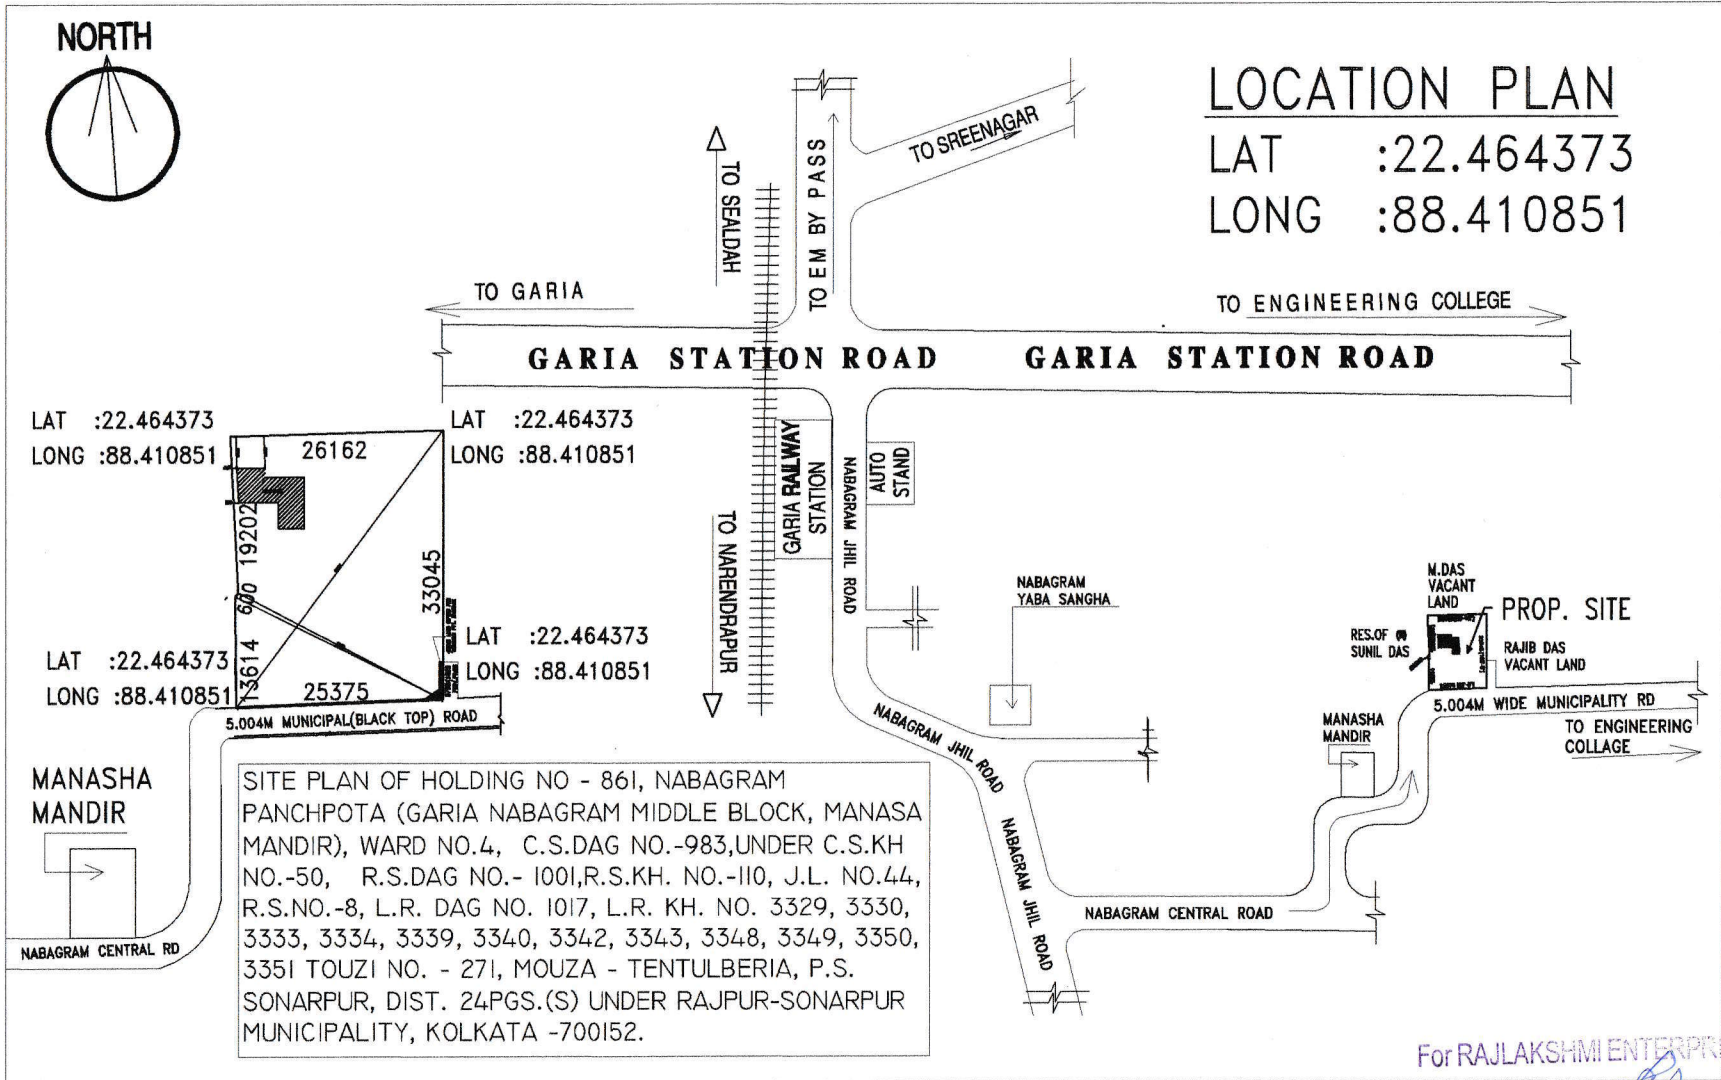 NORTH
LOCATION PLAN
LAT :22.464373
LONG :88.410851
TO SREENAGAR
TO SEALDAH
TO EM BY PASS
TO GARIA
TO ENGINEERING COLLEGE
GARIA STATION ROAD GARIA STATION ROAD
LAT :22.464373
LONG :88.410851
LAT :22.464373
LONG :88.410851
26162
19202
600
33045
13614
25375
LAT :22.464373
LONG :88.410851
LAT :22.464373
LONG :88.410851
5.004M MUNICIPAL(BLACK TOP) ROAD
GARIA RAILWAY
STATION
NABAGRAM JHIL ROAD
AUTO
STAND
TO NARENDRAPUR
NABAGRAM
YABA SANGHA
M.DAS
VACANT
LAND
PROP. SITE
RES.OF
SUNIL DAS
RAJIB DAS
VACANT LAND
5.004M WIDE MUNICIPALITY RD
TO ENGINEERING
COLLAGE
MANASHA
MANDIR
NABAGRAM JHIL ROAD
NABAGRAM JHIL ROAD
NABAGRAM CENTRAL ROAD
MANASHA
MANDIR
NABAGRAM CENTRAL RD
SITE PLAN OF HOLDING NO - 861, NABAGRAM
PANCHPOTA (GARIA NABAGRAM MIDDLE BLOCK, MANASA
MANDIR), WARD NO.4, C.S.DAG NO.-983,UNDER C.S.KH
NO.-50, R.S.DAG NO.- 1001,R.S.KH. NO.-110, J.L. NO.44,
R.S.NO.-8, L.R. DAG NO. 1017, L.R. KH. NO. 3329, 3330,
3333, 3334, 3339, 3340, 3342, 3343, 3348, 3349, 3350,
3351 TOUZI NO. - 271, MOUZA - TENTULBERIA, P.S.
SONARPUR, DIST. 24PGS.(S) UNDER RAJPUR-SONARPUR
MUNICIPALITY, KOLKATA -700152.
For RAJLAKSHMI ENTERPR